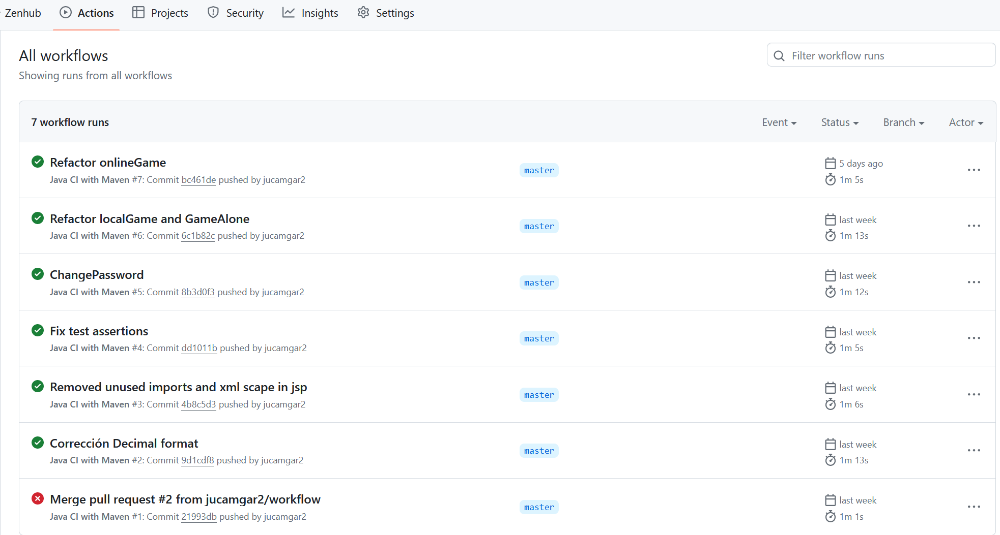 Zenhub Actions Projects Security Insights Settings
All workflows
Filter workflow runs
Showing runs from all workflows
7 workflow runs
Event Status Branch Actor
Refactor onlineGame
Java CI with Maven #7: Commit bc461de pushed by jucamgar2
master
5 days ago
1m 5s
Refactor localGame and GameAlone
Java CI with Maven #6: Commit 6c1b82c pushed by jucamgar2
master
last week
1m 13s
ChangePassword
Java CI with Maven #5: Commit 8b3d0f3 pushed by jucamgar2
master
last week
1m 12s
Fix test assertions
Java CI with Maven #4: Commit dd1011b pushed by jucamgar2
master
last week
1m 5s
Removed unused imports and xml scape in jsp
Java CI with Maven #3: Commit 4b8c5d3 pushed by jucamgar2
master
last week
1m 6s
Corrección Decimal format
Java CI with Maven #2: Commit 9d1cdf8 pushed by jucamgar2
master
last week
1m 13s
Merge pull request #2 from jucamgar2/workflow
Java CI with Maven #1: Commit 21993db pushed by jucamgar2
master
last week
1m 1s